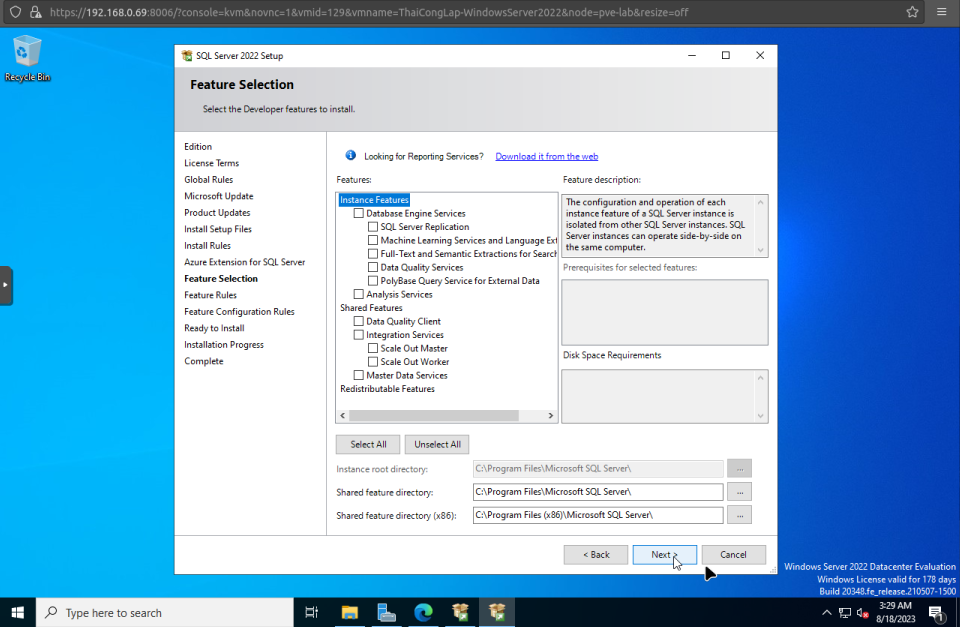 https://192.168.0.69:8006/?console=kvm&novnc=1&vmid=129&vmname=ThaiCongLap-WindowsServer2022&node=pve-lab&resize=off
Recycle Bin
SQL Server 2022 Setup
Feature Selection
Select the Developer features to install.
Edition
License Terms
Global Rules
Microsoft Update
Product Updates
Install Setup Files
Install Rules
Azure Extension for SQL Server
Feature Selection
Feature Rules
Feature Configuration Rules
Ready to Install
Installation Progress
Complete
Looking for Reporting Services? Download it from the web
Features:
Instance Features
Database Engine Services
SQL Server Replication
Machine Learning Services and Language Ext
Full-Text and Semantic Extractions for Search
Data Quality Services
PolyBase Query Service for External Data
Analysis Services
Shared Features
Data Quality Client
Integration Services
Scale Out Master
Scale Out Worker
Master Data Services
Redistributable Features
Feature description:
The configuration and operation of each
instance feature of a SQL Server instance is
isolated from other SQL Server instances. SQL
Server instances can operate side-by-side on
the same computer.
Prerequisites for selected features:
Disk Space Requirements
Select All Unselect All
Instance root directory: C:\Program Files\Microsoft SQL Server\ ...
Shared feature directory: C:\Program Files\Microsoft SQL Server\ ...
Shared feature directory (x86): C:\Program Files (x86)\Microsoft SQL Server\ ...
< Back Next > Cancel
Windows Server 2022 Datacenter Evaluation
Windows License valid for 178 days
Build 20348.fe_release.210507-1500
Type here to search
3:29 AM
8/18/2023
1